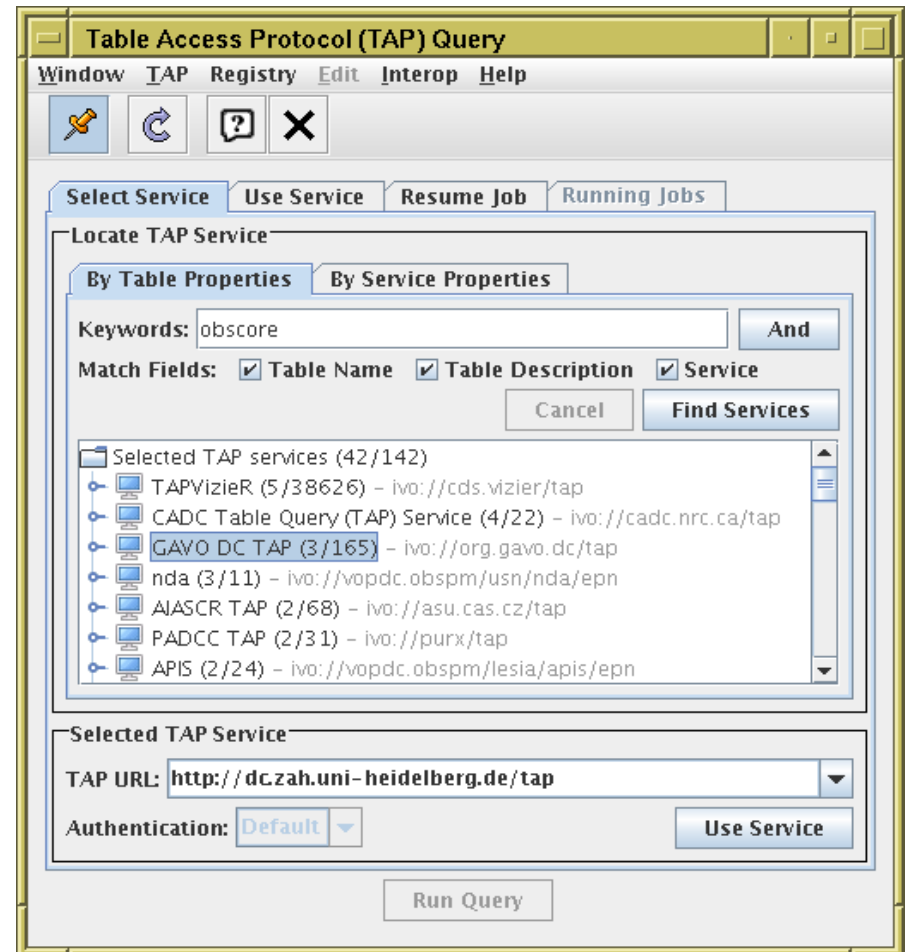 Table Access Protocol (TAP) Query
Window TAP Registry Edit Interop Help
Select Service Use Service Resume Job Running Jobs
Locate TAP Service
By Table Properties By Service Properties
Keywords: obscore And
Match Fields: Table Name Table Description Service
Cancel Find Services
Selected TAP services (42/142)
TAPVizieR (5/38626) – ivo://cds.vizier/tap
CADC Table Query (TAP) Service (4/22) – ivo://cadc.nrc.ca/tap
GAVO DC TAP (3/165) – ivo://org.gavo.dc/tap
nda (3/11) – ivo://vopdc.obspm/usn/nda/epn
AIASCR TAP (2/68) – ivo://asu.cas.cz/tap
PADCC TAP (2/31) – ivo://purx/tap
APIS (2/24) – ivo://vopdc.obspm/lesia/apis/epn
Selected TAP Service
TAP URL: http://dc.zah.uni-heidelberg.de/tap
Authentication: Default Use Service
Run Query